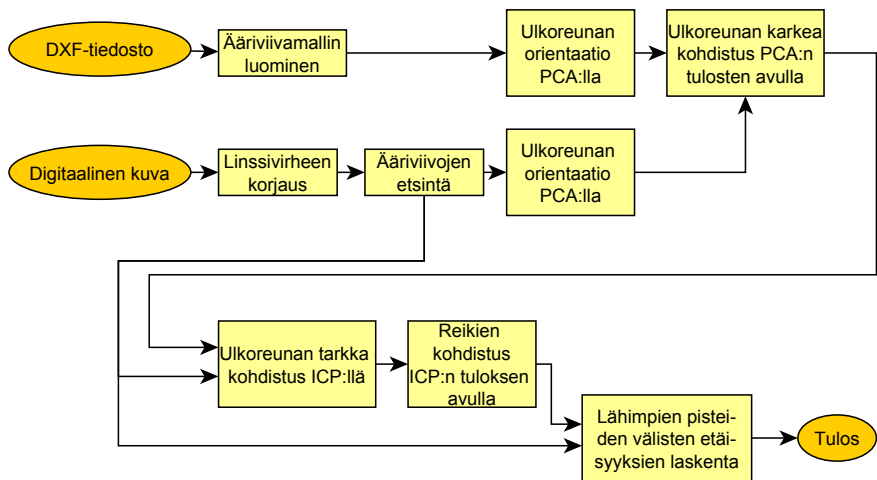 DXF-tiedosto
Ääriviivamallin
luominen
Ulkoreunan
orientaatio
PCA:lla
Ulkoreunan karkea
kohdistus PCA:n
tulosten avulla
Digitaalinen kuva
Linssivirheen
korjaus
Ääriviivojen
etsintä
Ulkoreunan
orientaatio
PCA:lla
Ulkoreunan tarkka
kohdistus ICP:llä
Reikien
kohdistus
ICP:n tuloksen
avulla
Lähimpien pistei-
den välisten etäi-
syyksien laskenta
Tulos